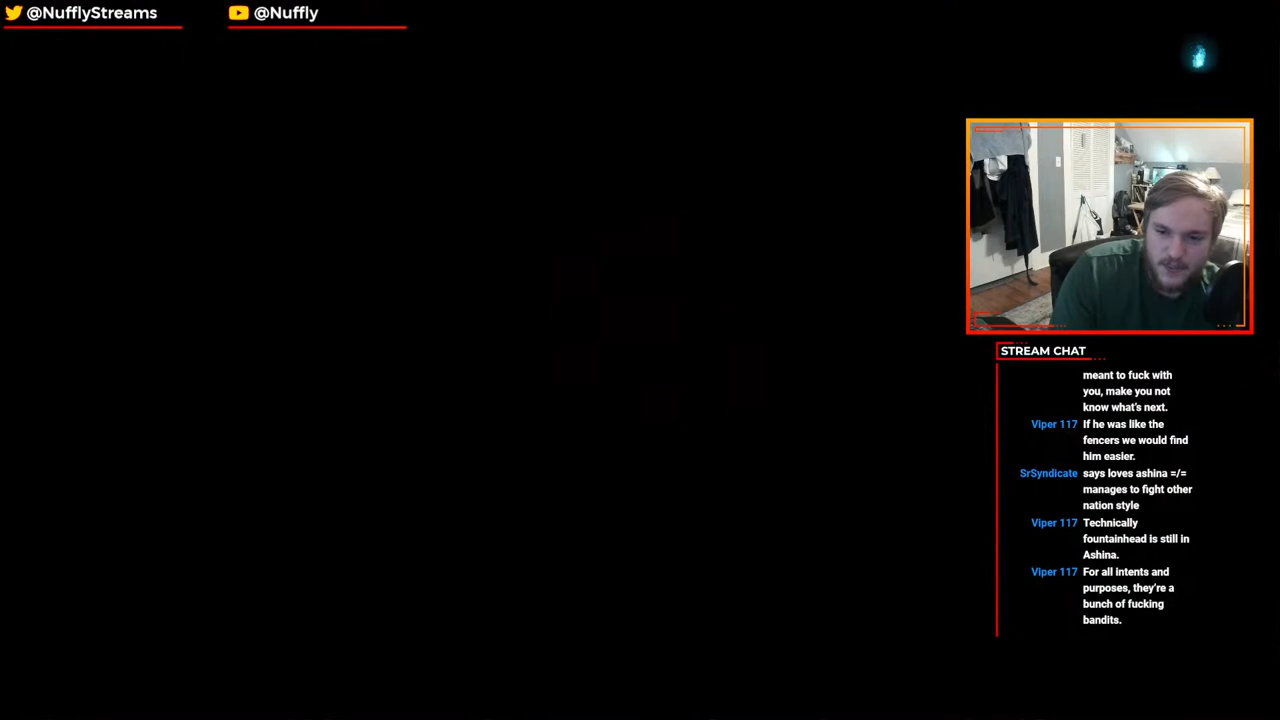 @NufflyStreams @Nuffly
STREAM CHAT
meant to fuck with
you, make you not
know what's next.
Viper 117 If he was like the
fencers we would find
him easier.
SrSyndicate says loves ashina =/=
manages to fight other
nation style
Viper 117 Technically
fountainhead is still in
Ashina.
Viper 117 For all intents and
purposes, they're a
bunch of fucking
bandits.